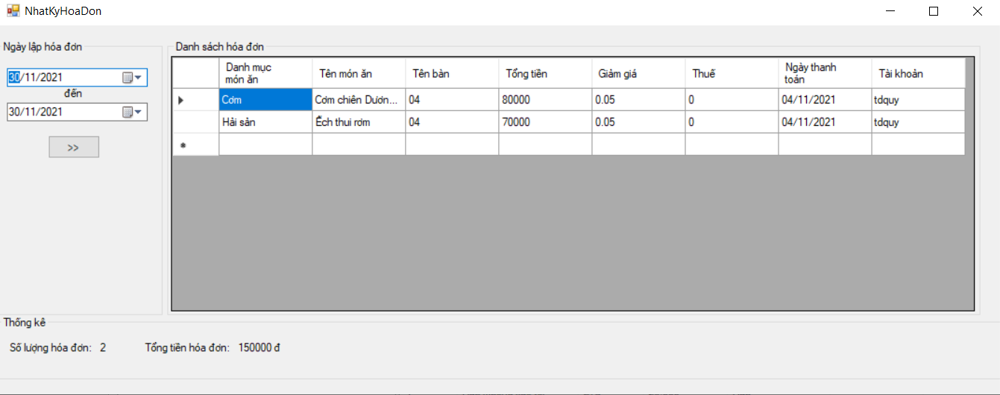 NhatKyHoaDon
Ngày lập hóa đơn
30/11/2021
đến
30/11/2021
>>
Danh sách hóa đơn
Danh mục món ăn Tên món ăn Tên bàn Tổng tiền Giảm giá Thuế Ngày thanh toán Tài khoản
Cơm Cơm chiên Dươn... 04 80000 0.05 0 04/11/2021 tdquy
Hải sản Ếch thui rơm 04 70000 0.05 0 04/11/2021 tdquy
Thống kê
Số lượng hóa đơn: 2 Tổng tiền hóa đơn: 150000 đ